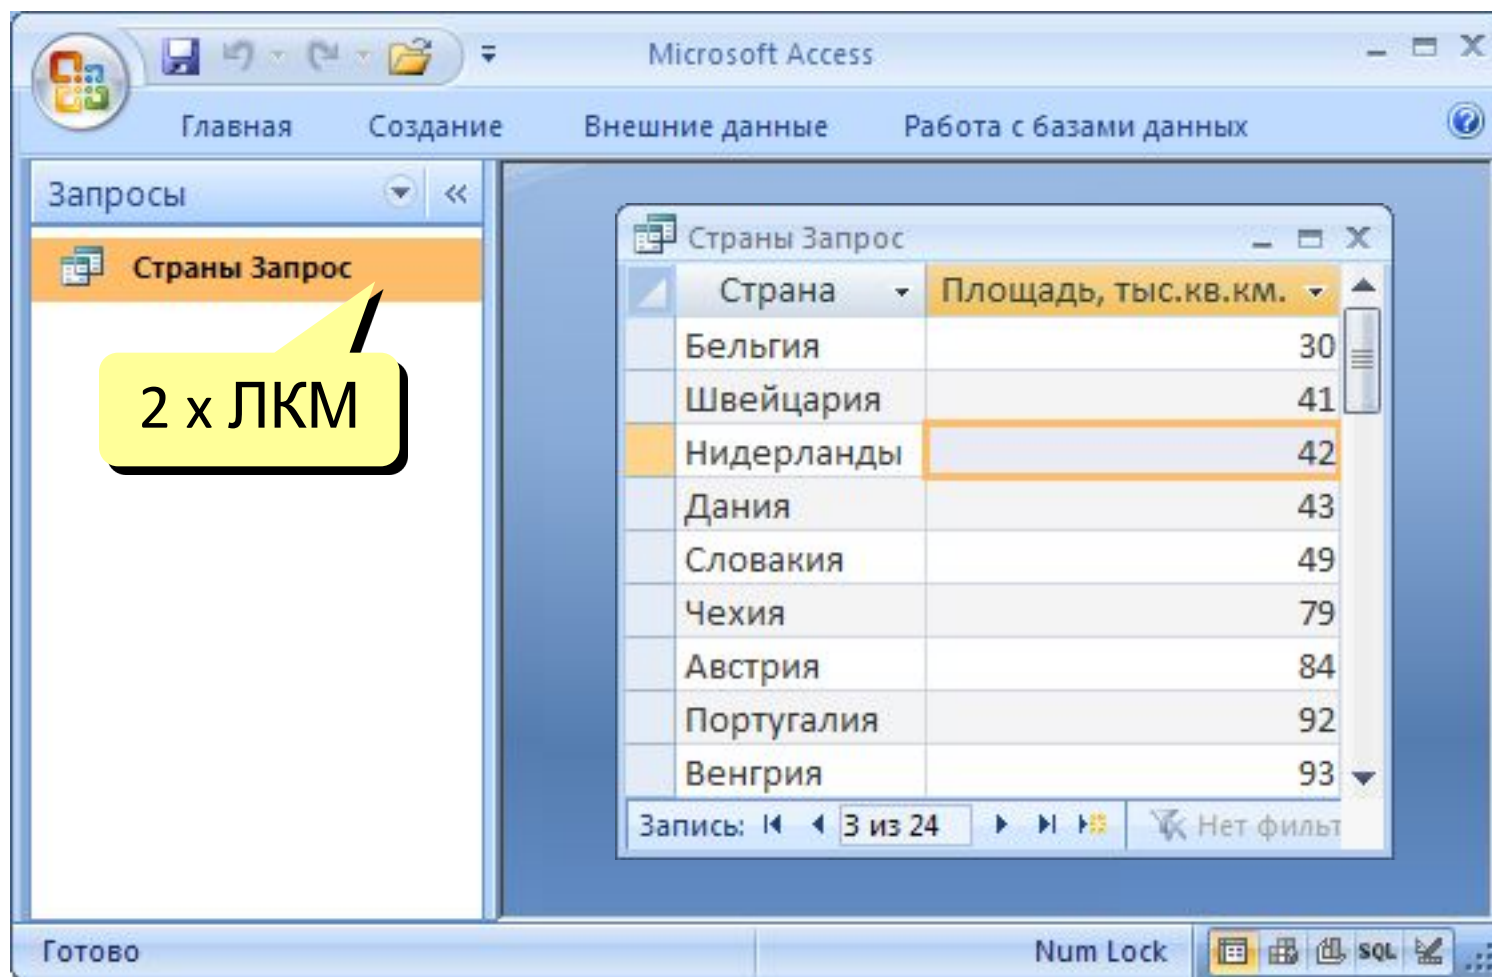 Microsoft Access
Главная Создание Внешние данные Работа с базами данных
Запросы
Страны Запрос
2 x ЛКМ
Страны Запрос
Страна Площадь, тыс.кв.км.
Бельгия 30
Швейцария 41
Нидерланды 42
Дания 43
Словакия 49
Чехия 79
Австрия 84
Португалия 92
Венгрия 93
Запись: 3 из 24 Нет фильт
Готово Num Lock SQL